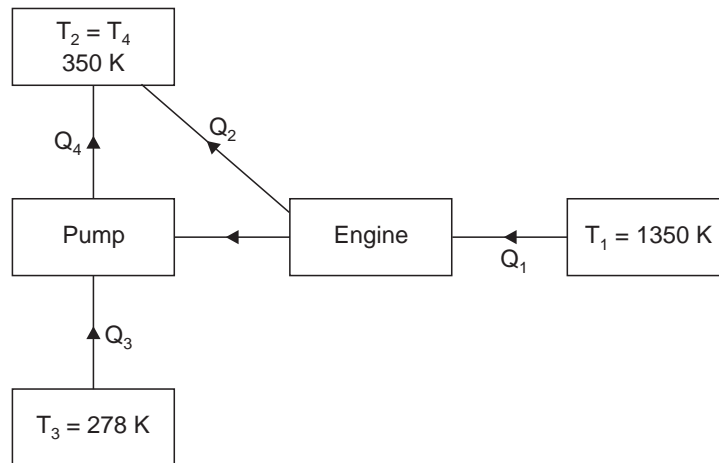 T₂ = T₄
350 K
Q₂
Q₄
Pump
Engine
T₁ = 1350 K
Q₁
Q₃
T₃ = 278 K